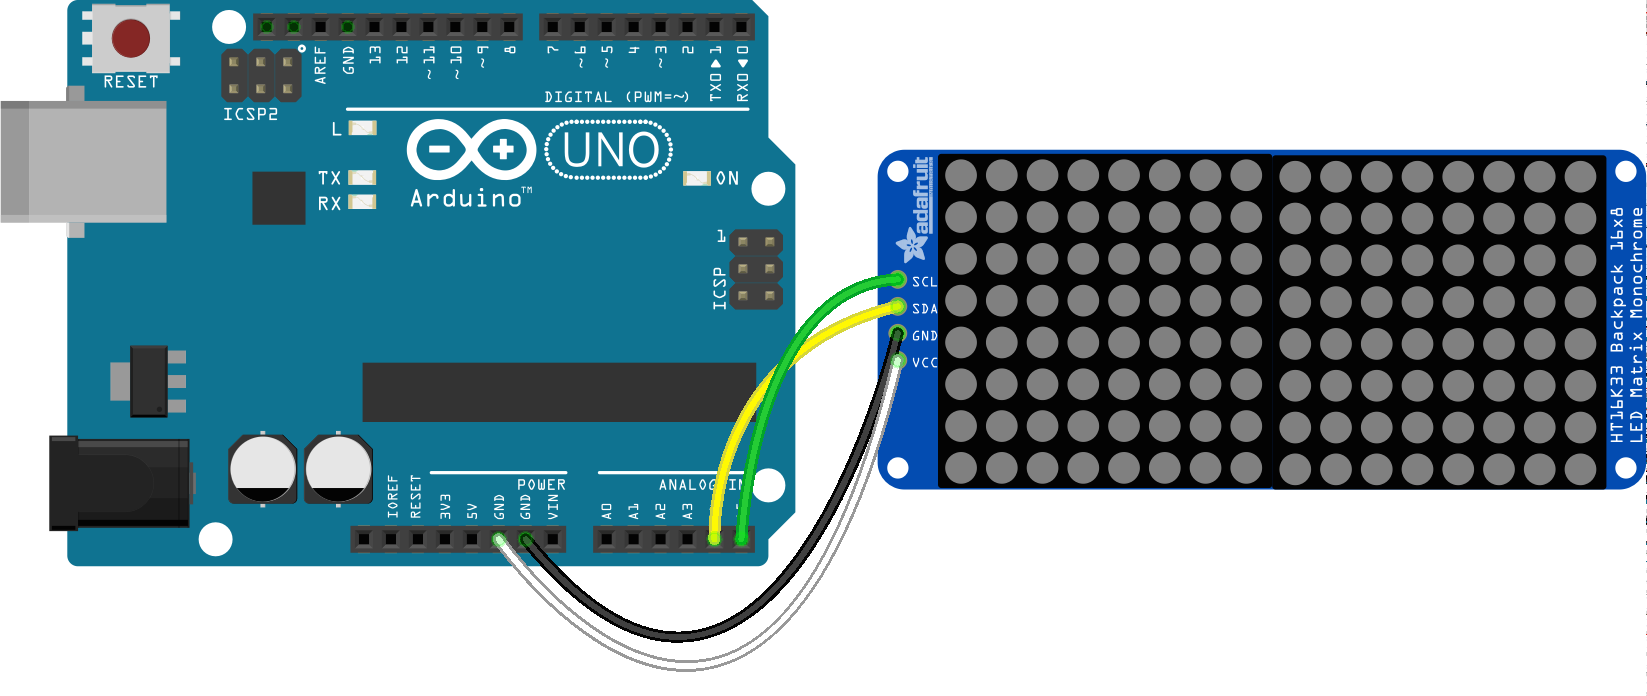 RESET
ICSP2
AREF
GND
13
12
~11
~10
~9
8
7
~6
~5
4
~3
2
TX0▶1
RX0◀0
DIGITAL (PWM=~)
L
TX
RX
Arduino™
UNO
ON
1
ICSP
IOREF
RESET
3V3
5V
GND
GND
VIN
POWER
A0
A1
A2
A3
ANALOG IN
adafruit
SCL
SDA
GND
VCC
HT16K33 Backpack 16x8
LED Matrix Monochrome